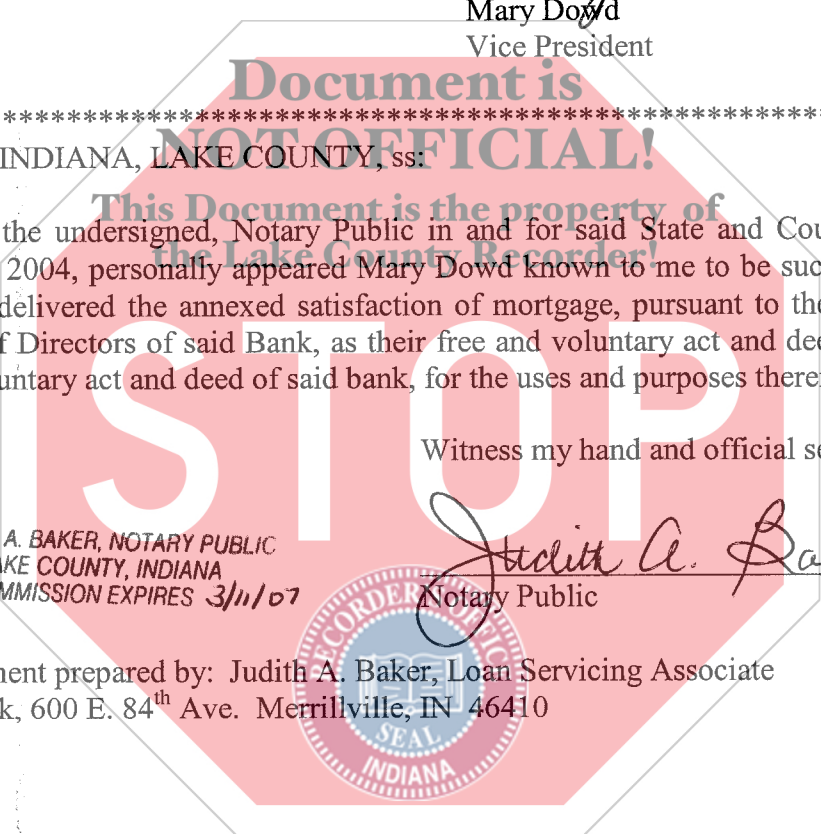 Mary Dowd
Vice President
Document is
**************************************************
NOT OFFICIAL!
INDIANA, LAKE COUNTY, ss:
This Document is the property of
the Lake County Recorder!
the undersigned, Notary Public in and for said State and Cou
2004, personally appeared Mary Dowd known to me to be suc
delivered the annexed satisfaction of mortgage, pursuant to the
f Directors of said Bank, as their free and voluntary act and dee
untary act and deed of said bank, for the uses and purposes there
STOP
Witness my hand and official se
Judith A. Ba
A. BAKER, NOTARY PUBLIC
KE COUNTY, INDIANA
MMISSION EXPIRES 3/11/07
Notary Public
RECORDER'S OFFICE
SEAL
INDIANA
ment prepared by: Judith A. Baker, Loan Servicing Associate
k, 600 E. 84th Ave. Merrillville, IN 46410